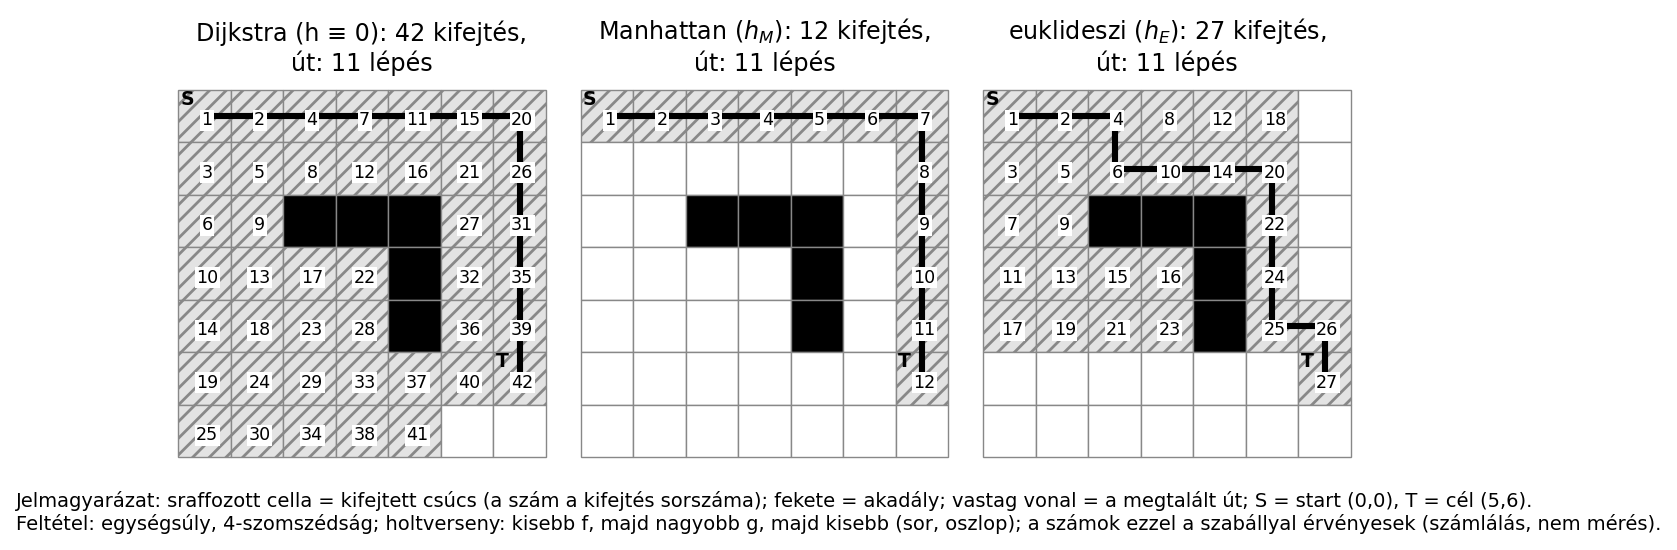 Dijkstra (h ≡ 0): 42 kifejtés,
út: 11 lépés
S
1 2 4 7 11 15 20
3 5 8 12 16 21 26
6 9 27 31
10 13 17 22 32 35
14 18 23 28 36 39
T
19 24 29 33 37 40 42
25 30 34 38 41
Manhattan (h_M): 12 kifejtés,
út: 11 lépés
S
1 2 3 4 5 6 7
8
9
10
11
T
12
euklideszi (h_E): 27 kifejtés,
út: 11 lépés
S
1 2 4 8 12 18
3 5 6 10 14 20
7 9 22
11 13 15 16 24
17 19 21 23 25 26
T
27
Jelmagyarázat: sraffozott cella = kifejtett csúcs (a szám a kifejtés sorszáma); fekete = akadály; vastag vonal = a megtalált út; S = start (0,0), T = cél (5,6).
Feltétel: egységsúly, 4-szomszédság; holtverseny: kisebb f, majd nagyobb g, majd kisebb (sor, oszlop); a számok ezzel a szabállyal érvényesek (számlálás, nem mérés).